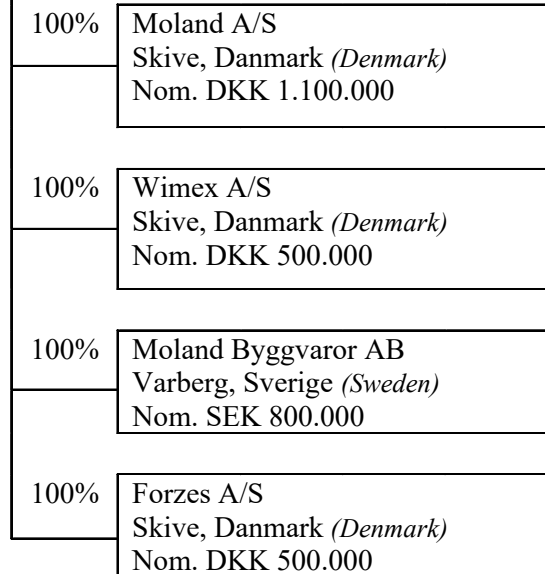 100% Moland A/S
Skive, Danmark (Denmark)
Nom. DKK 1.100.000
100% Wimex A/S
Skive, Danmark (Denmark)
Nom. DKK 500.000
100% Moland Byggvaror AB
Varberg, Sverige (Sweden)
Nom. SEK 800.000
100% Forzes A/S
Skive, Danmark (Denmark)
Nom. DKK 500.000